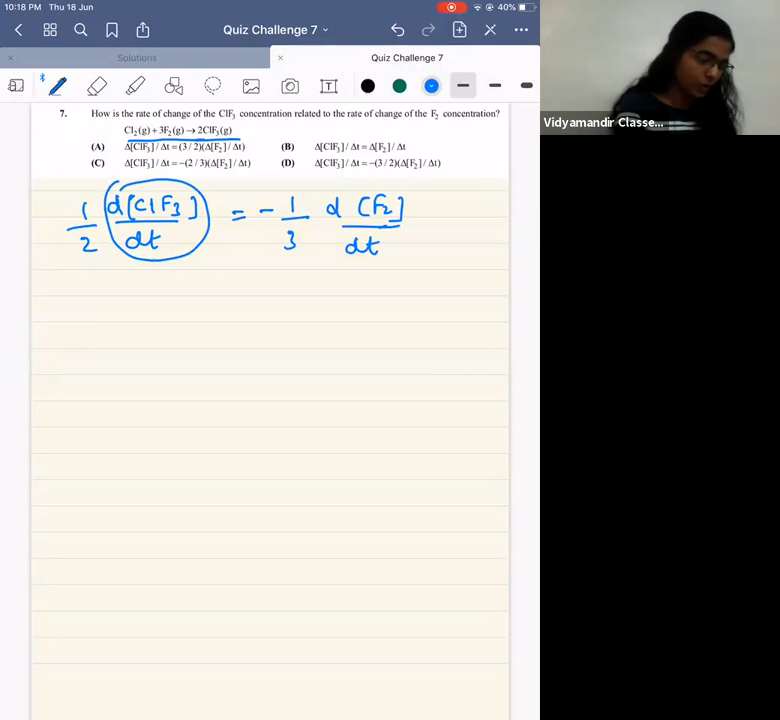 10:18 PM Thu 18 Jun
40%
Quiz Challenge 7
Solutions
Quiz Challenge 7
T
7. How is the rate of change of the ClF₃ concentration related to the rate of change of the F₂ concentration?
Cl₂(g) + 3F₂(g) → 2ClF₃(g)
(A) Δ[ClF₃] / Δt = (3 / 2)(Δ[F₂] / Δt) (B) Δ[ClF₃] / Δt = Δ[F₂] / Δt
(C) Δ[ClF₃] / Δt = −(2 / 3)(Δ[F₂] / Δt) (D) Δ[ClF₃] / Δt = −(3 / 2)(Δ[F₂] / Δt)
1/2 d[ClF₃]/dt = - 1/3 d[F₂]/dt
Vidyamandir Classe...